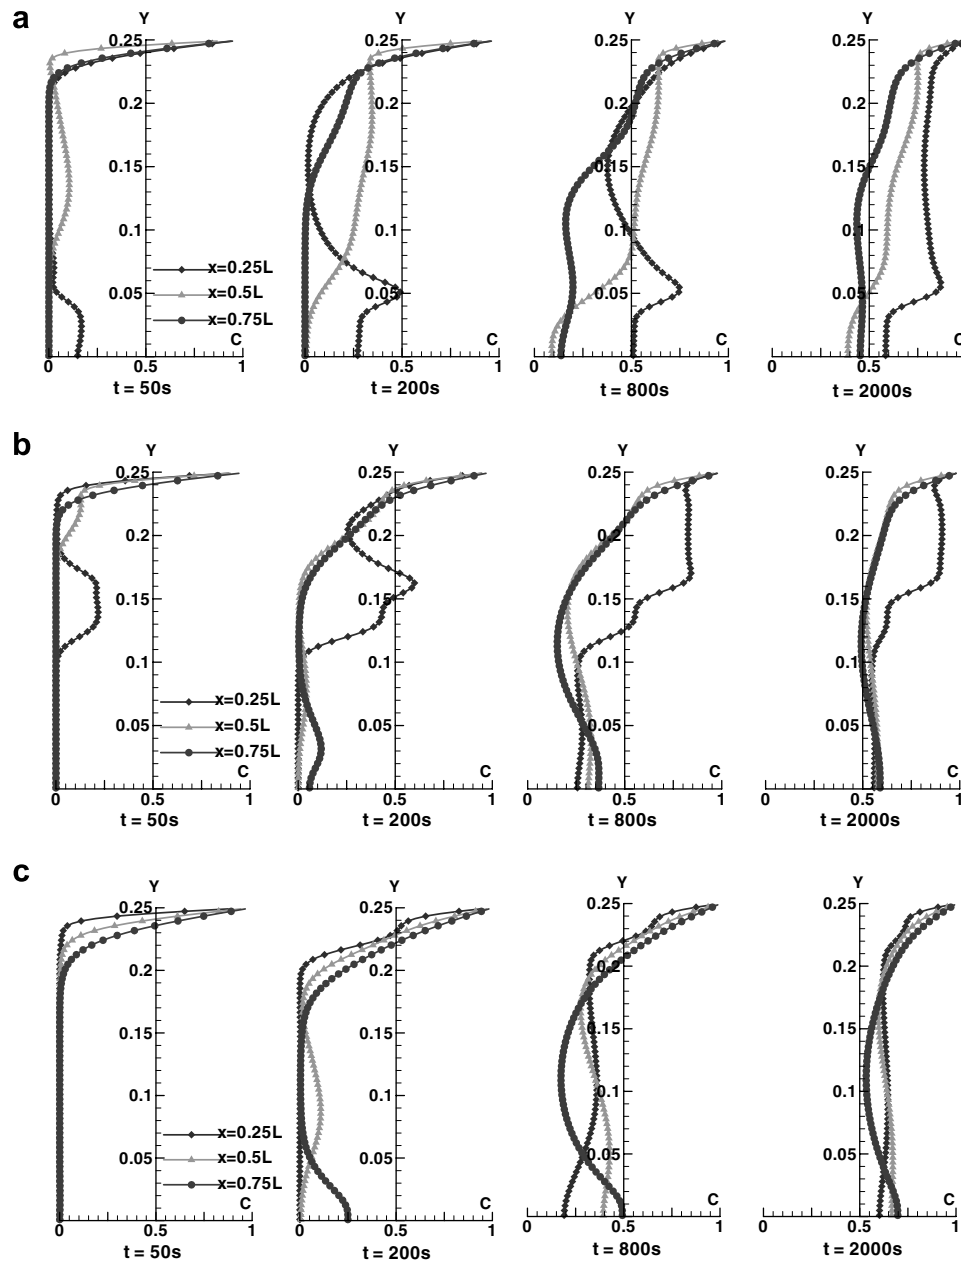 a
Y Y Y Y
0.25 0.25 0.25 0.25
0.2 0.2 0.2 0.2
0.15 0.15 0.15 0.15
0.1 0.1 0.1 0.1
x=0.25L
x=0.5L
x=0.75L
0.05 0.05 0.05 0.05
C C C C
0 0.5 1 0 0.5 1 0 0.5 1 0 0.5 1
t = 50s t = 200s t = 800s t = 2000s
b
Y Y Y Y
0.25 0.25 0.25 0.25
0.2 0.2 0.2 0.2
0.15 0.15 0.15 0.15
0.1 0.1 0.1 0.1
x=0.25L
x=0.5L
x=0.75L
0.05 0.05 0.05 0.05
C C C C
0 0.5 1 0 0.5 1 0 0.5 1 0 0.5 1
t = 50s t = 200s t = 800s t = 2000s
c
Y Y Y Y
0.25 0.25 0.25 0.25
0.2 0.2 0.2 0.2
0.15 0.15 0.15 0.15
0.1 0.1 0.1 0.1
x=0.25L
x=0.5L
x=0.75L
0.05 0.05 0.05 0.05
C C C C
0 0.5 1 0 0.5 1 0 0.5 1 0 0.5 1
t = 50s t = 200s t = 800s t = 2000s